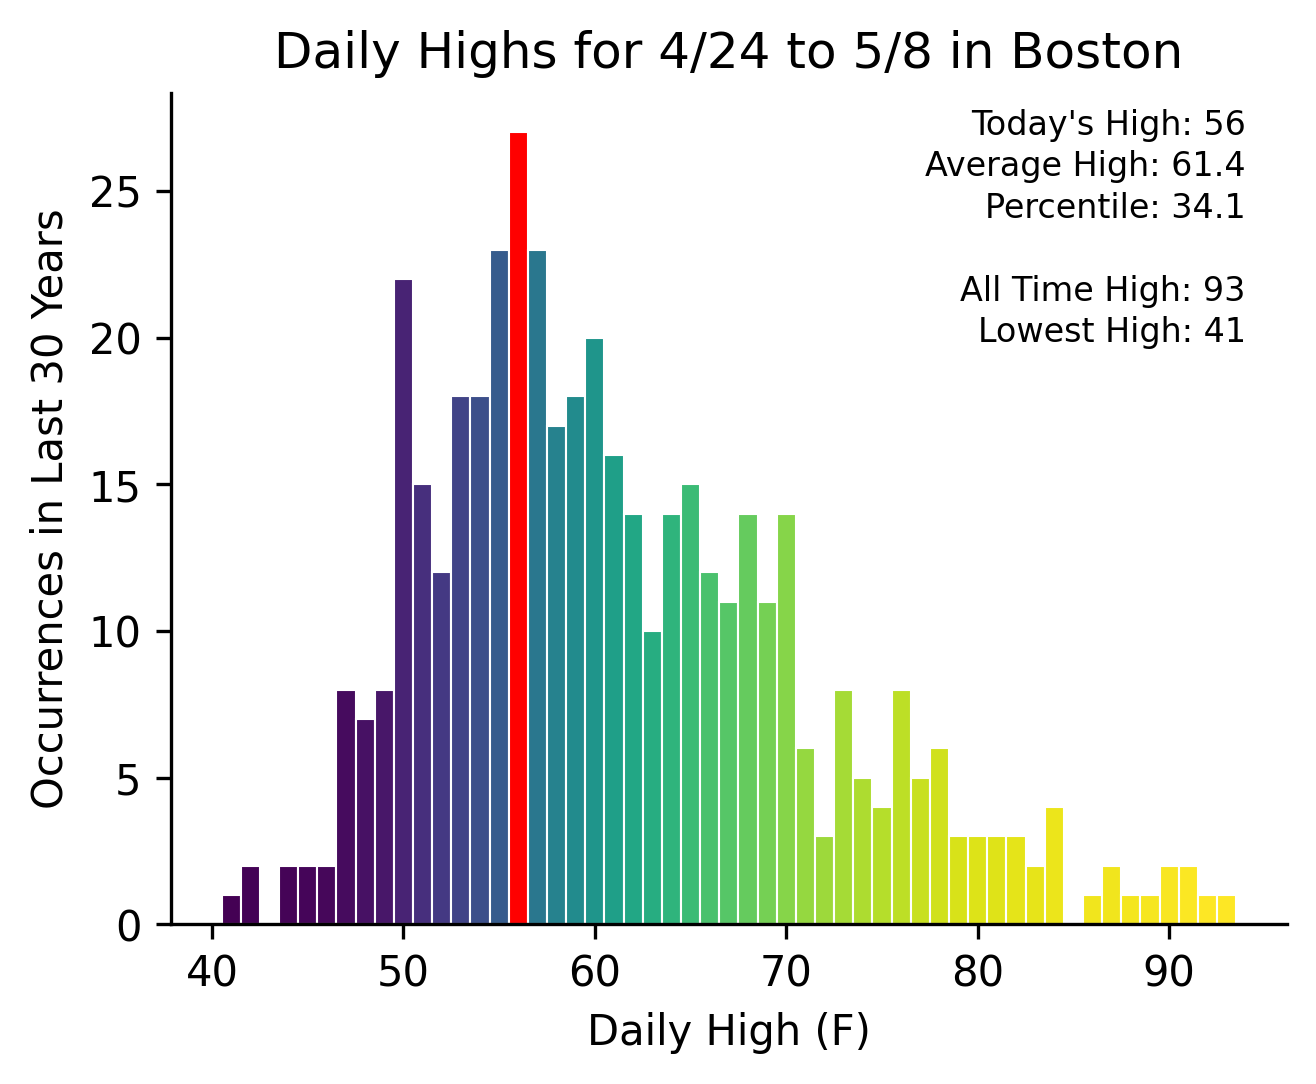 Daily Highs for 4/24 to 5/8 in Boston
Today's High: 56
Average High: 61.4
Percentile: 34.1
All Time High: 93
Lowest High: 41
Occurrences in Last 30 Years
25
20
15
10
5
0
40 50 60 70 80 90
Daily High (F)